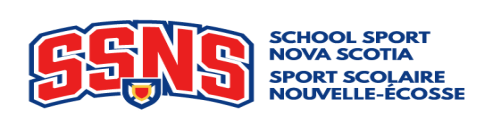 SSNS
SCHOOL SPORT
NOVA SCOTIA
SPORT SCOLAIRE
NOUVELLE-ÉCOSSE